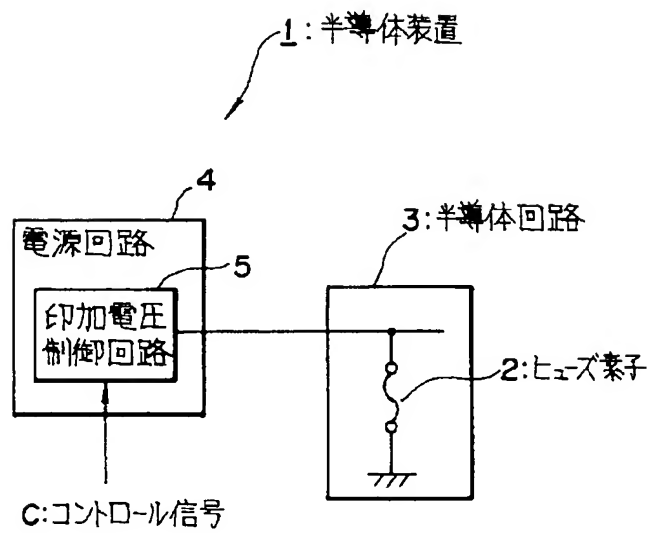 1:半導体装置
4
電源回路
5
印加電圧
制御回路
3:半導体回路
2:ヒューズ素子
C:コントロール信号